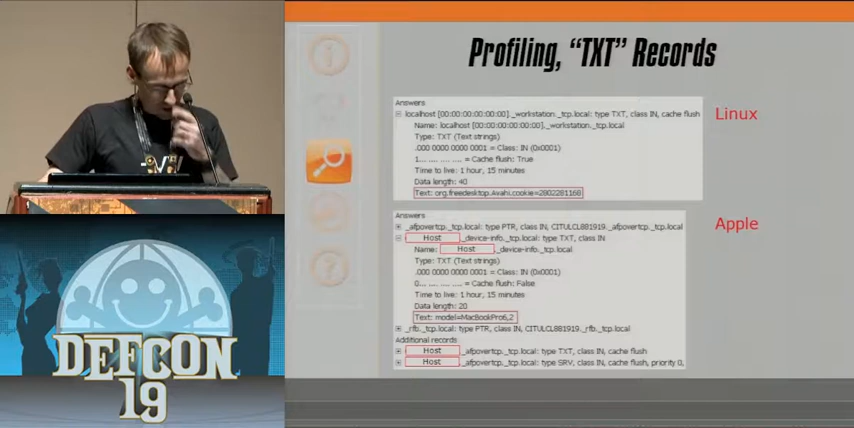 Profiling, “TXT” Records
Answers
localhost [00:00:00:00:00:00]._workstation._tcp.local: type TXT, class IN, cache flush
Name: localhost [00:00:00:00:00:00]._workstation._tcp.local
Type: TXT (Text strings)
.000 0000 0000 0001 = Class: IN (0x0001)
1... .... .... .... = Cache flush: True
Time to live: 1 hour, 15 minutes
Data length: 40
Text: org.freedesktop.Avahi.cookie=2802281168
Linux
Answers
_afpovertcp._tcp.local: type PTR, class IN, CITULCL881919._afpovertcp._tcp.local
Host _device-info._tcp.local: type TXT, class IN
Name: Host _device-info._tcp.local
Type: TXT (Text strings)
.000 0000 0000 0001 = Class: IN (0x0001)
0... .... .... .... = Cache flush: False
Time to live: 1 hour, 15 minutes
Data length: 20
Text: model=MacBookPro6,2
_rfb._tcp.local: type PTR, class IN, CITULCL881919._rfb._tcp.local
Additional records
Host _afpovertcp._tcp.local: type TXT, class IN, cache flush
Host _afpovertcp._tcp.local: type SRV, class IN, cache flush, priority 0,
Apple
DEFCON
19